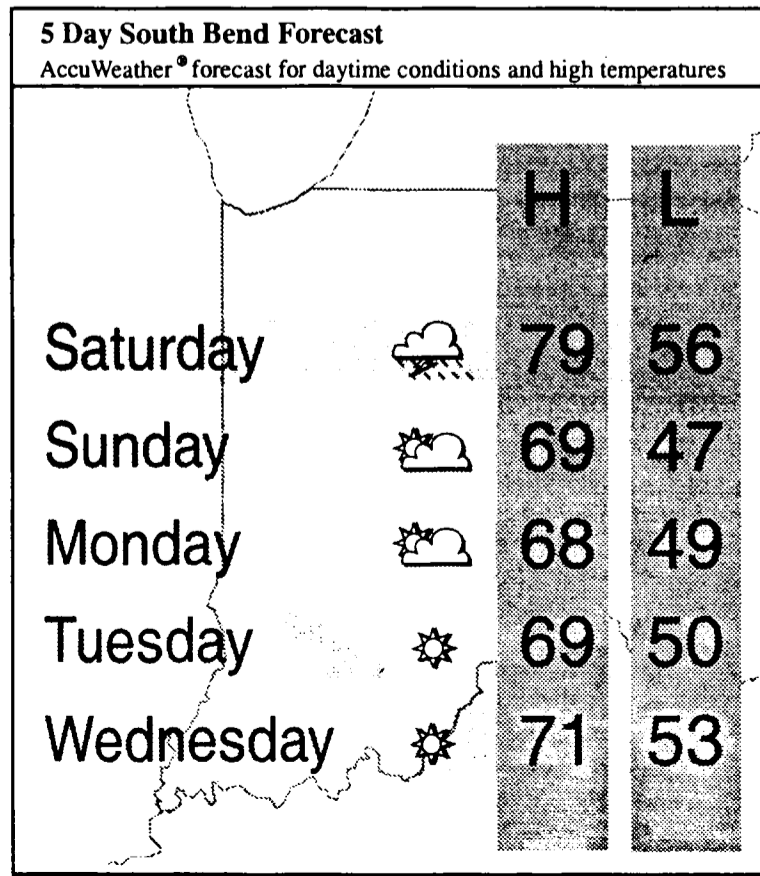 5 Day South Bend Forecast
AccuWeather® forecast for daytime conditions and high temperatures
H L
Saturday 79 56
Sunday 69 47
Monday 68 49
Tuesday 69 50
Wednesday 71 53